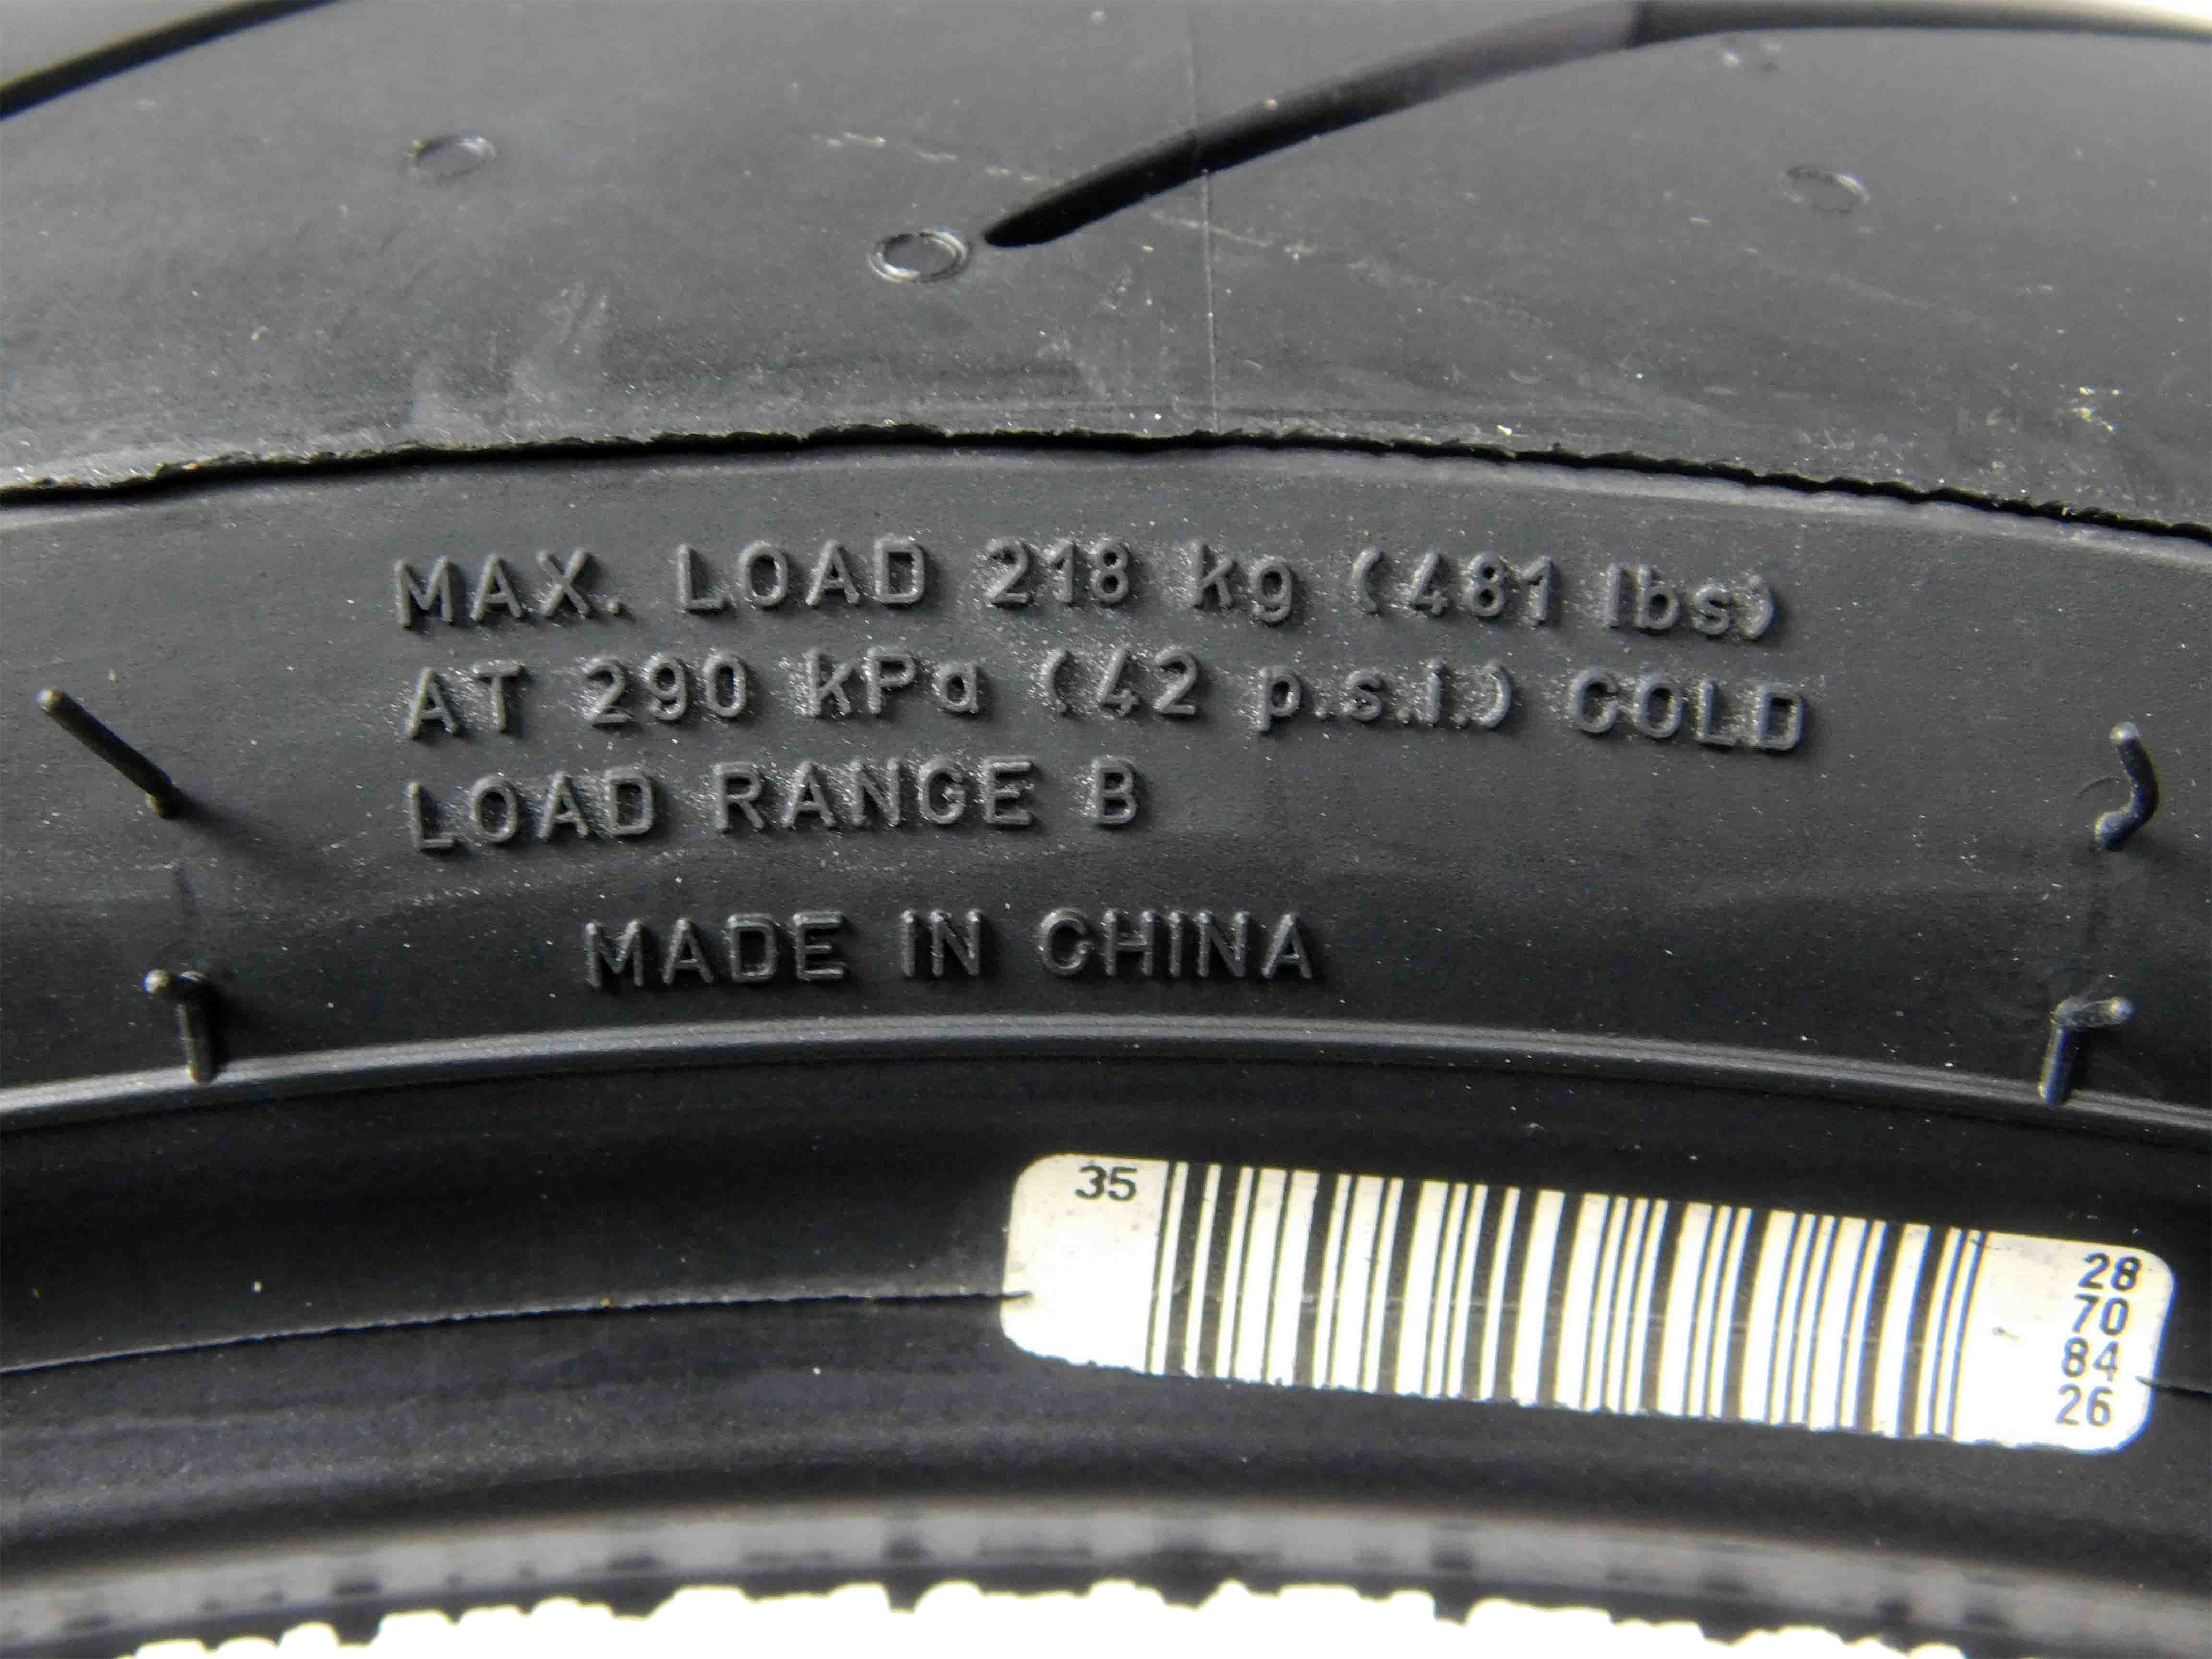 MAX. LOAD 218 kg (481 lbs)
AT 290 kPa (42 p.s.i.) COLD
LOAD RANGE B
MADE IN CHINA
35
28
70
84
26